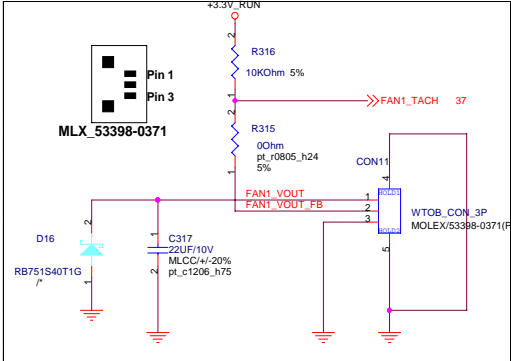 +3.3V_RUN
2
R316
10KOhm 5%
1
Pin 1
Pin 3
MLX_53398-0371
FAN1_TACH 37
2
R315
0Ohm
pt_r0805_h24
5%
1
CON11
4
HOLD1
FAN1_VOUT
1
FAN1_VOUT_FB
2
3
HOLD2
5
WTOB_CON_3P
MOLEX/53398-0371(P
2
D16
RB751S40T1G
/*
1
1
C317
22UF/10V
MLCC/+/-20%
pt_c1206_h75
2